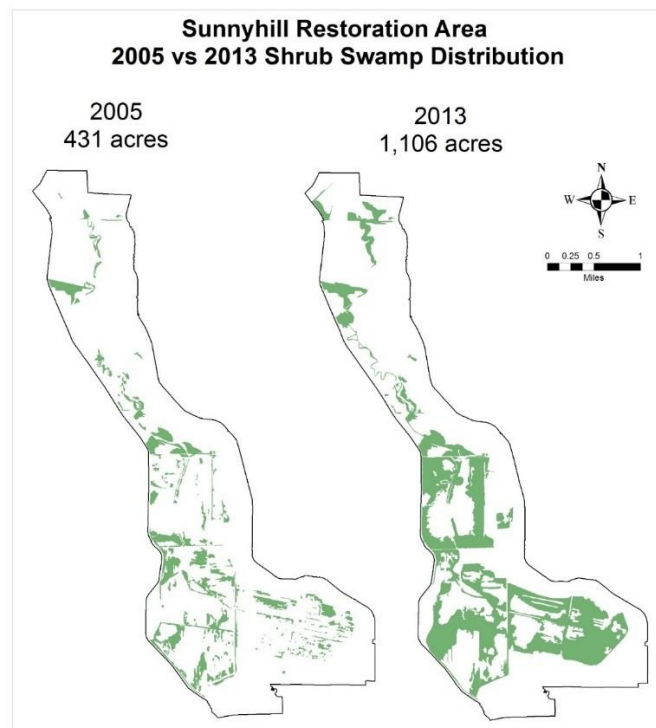 Sunnyhill Restoration Area
2005 vs 2013 Shrub Swamp Distribution
2005
431 acres
2013
1,106 acres
N
W E
S
0 0.25 0.5 1
Miles